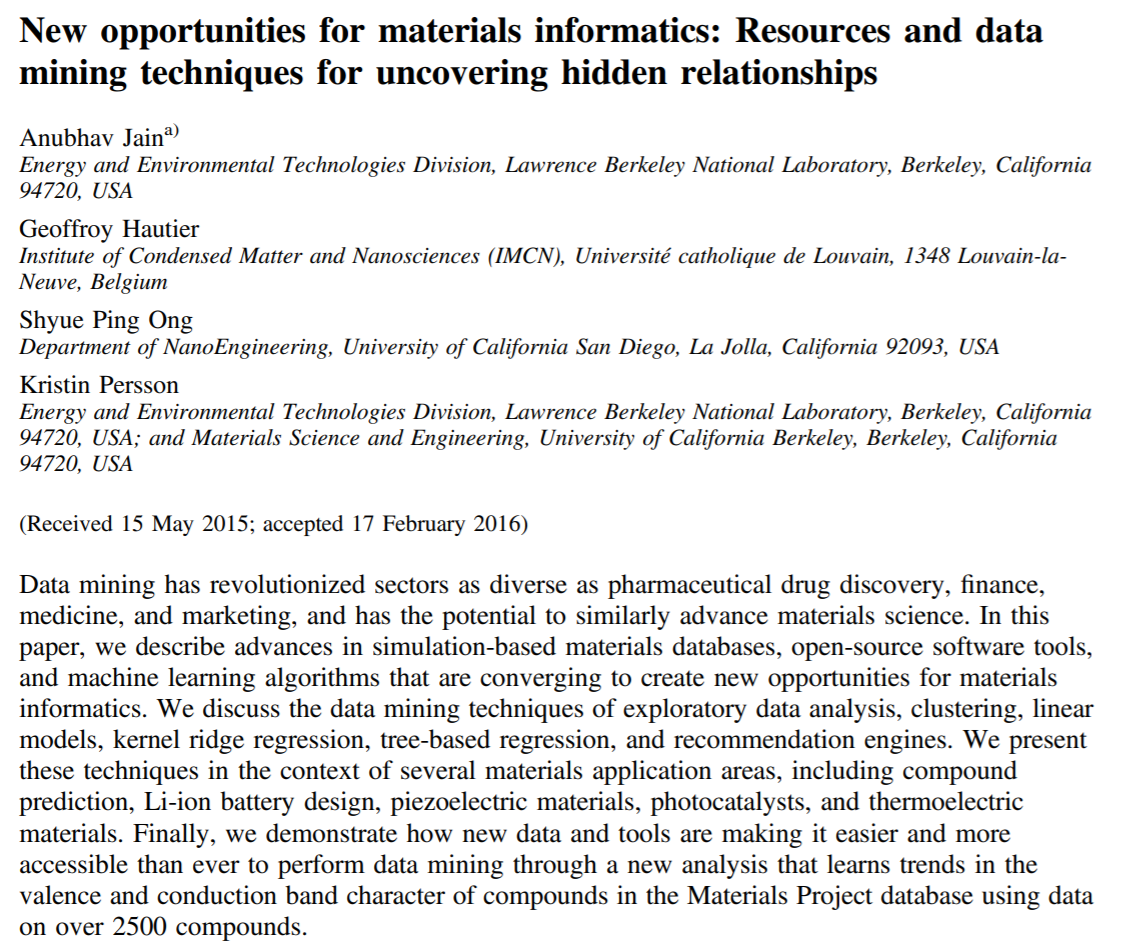 New opportunities for materials informatics: Resources and data
mining techniques for uncovering hidden relationships
Anubhav Jaina)
Energy and Environmental Technologies Division, Lawrence Berkeley National Laboratory, Berkeley, California
94720, USA
Geoffroy Hautier
Institute of Condensed Matter and Nanosciences (IMCN), Université catholique de Louvain, 1348 Louvain-la-
Neuve, Belgium
Shyue Ping Ong
Department of NanoEngineering, University of California San Diego, La Jolla, California 92093, USA
Kristin Persson
Energy and Environmental Technologies Division, Lawrence Berkeley National Laboratory, Berkeley, California
94720, USA; and Materials Science and Engineering, University of California Berkeley, Berkeley, California
94720, USA
(Received 15 May 2015; accepted 17 February 2016)
Data mining has revolutionized sectors as diverse as pharmaceutical drug discovery, finance,
medicine, and marketing, and has the potential to similarly advance materials science. In this
paper, we describe advances in simulation-based materials databases, open-source software tools,
and machine learning algorithms that are converging to create new opportunities for materials
informatics. We discuss the data mining techniques of exploratory data analysis, clustering, linear
models, kernel ridge regression, tree-based regression, and recommendation engines. We present
these techniques in the context of several materials application areas, including compound
prediction, Li-ion battery design, piezoelectric materials, photocatalysts, and thermoelectric
materials. Finally, we demonstrate how new data and tools are making it easier and more
accessible than ever to perform data mining through a new analysis that learns trends in the
valence and conduction band character of compounds in the Materials Project database using data
on over 2500 compounds.